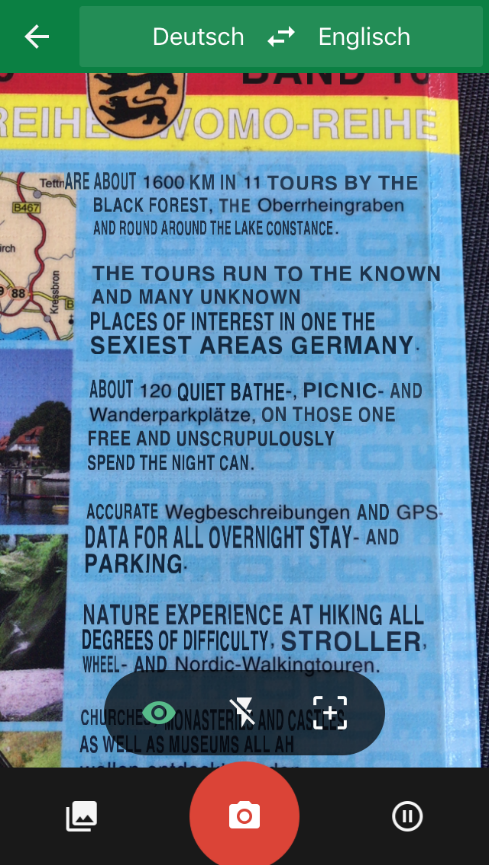 Deutsch Englisch
BAND 10
REIHE WOMO-REIHE
Tettn
ARE ABOUT 1600 KM IN 11 TOURS BY THE
B467
BLACK FOREST, THE Oberrheingraben
AND ROUND AROUND THE LAKE CONSTANCE.
irch
THE TOURS RUN TO THE KNOWN
Kressbron
88
AND MANY UNKNOWN
PLACES OF INTEREST IN ONE THE
SEXIEST AREAS GERMANY.
ABOUT 120 QUIET BATHE-, PICNIC- AND
Wanderparkplätze, ON THOSE ONE
FREE AND UNSCRUPULOUSLY
SPEND THE NIGHT CAN.
ACCURATE Wegbeschreibungen AND GPS-
DATA FOR ALL OVERNIGHT STAY- AND
PARKING.
NATURE EXPERIENCE AT HIKING ALL
DEGREES OF DIFFICULTY, STROLLER,
WHEEL- AND Nordic-Walkingtouren.
CHURCHES MONASTERIES AND CASTLES
AS WELL AS MUSEUMS ALL AH